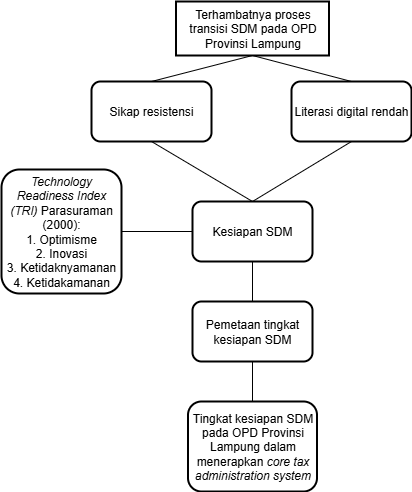 Terhambatnya proses
transisi SDM pada OPD
Provinsi Lampung
Sikap resistensi
Literasi digital rendah
Technology
Readiness Index
(TRI) Parasuraman
(2000):
1. Optimisme
2. Inovasi
3. Ketidaknyamanan
4. Ketidakamanan
Kesiapan SDM
Pemetaan tingkat
kesiapan SDM
Tingkat kesiapan SDM
pada OPD Provinsi
Lampung dalam
menerapkan core tax
administration system